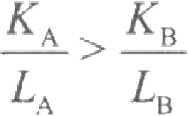 K_A / L_A > K_B / L_B